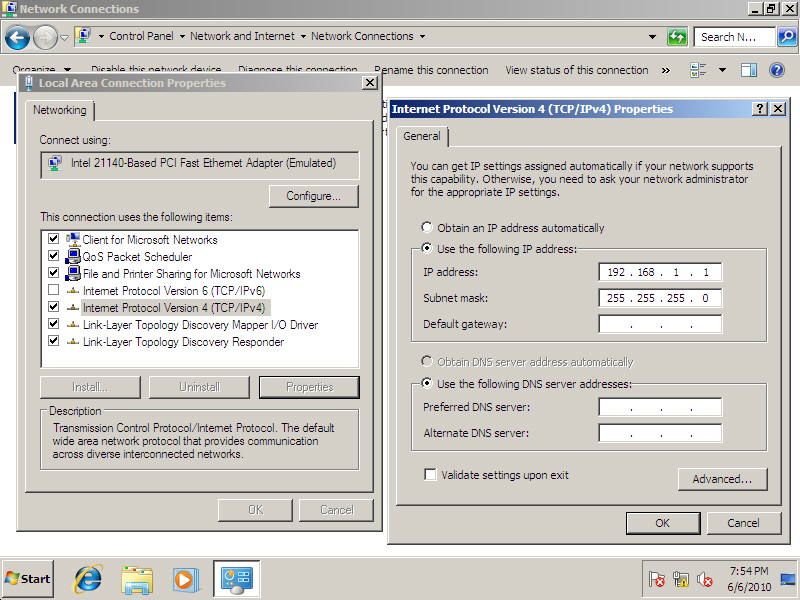 Network Connections
Control Panel
Network and Internet
Network Connections
Search N...
Organize
Disable this network device
Diagnose this connection
Rename this connection
View status of this connection
»
Local Area Connection Properties
Networking
Connect using:
Intel 21140-Based PCI Fast Ethernet Adapter (Emulated)
Configure...
This connection uses the following items:
Client for Microsoft Networks
QoS Packet Scheduler
File and Printer Sharing for Microsoft Networks
Internet Protocol Version 6 (TCP/IPv6)
Internet Protocol Version 4 (TCP/IPv4)
Link-Layer Topology Discovery Mapper I/O Driver
Link-Layer Topology Discovery Responder
Install...
Uninstall
Properties
Description
Transmission Control Protocol/Internet Protocol. The default
wide area network protocol that provides communication
across diverse interconnected networks.
OK
Cancel
Internet Protocol Version 4 (TCP/IPv4) Properties
General
You can get IP settings assigned automatically if your network supports
this capability. Otherwise, you need to ask your network administrator
for the appropriate IP settings.
Obtain an IP address automatically
Use the following IP address:
IP address:
192 . 168 . 1 . 1
Subnet mask:
255 . 255 . 255 . 0
Default gateway:
. . .
Obtain DNS server address automatically
Use the following DNS server addresses:
Preferred DNS server:
. . .
Alternate DNS server:
. . .
Validate settings upon exit
Advanced...
OK
Cancel
Start
7:54 PM
6/6/2010